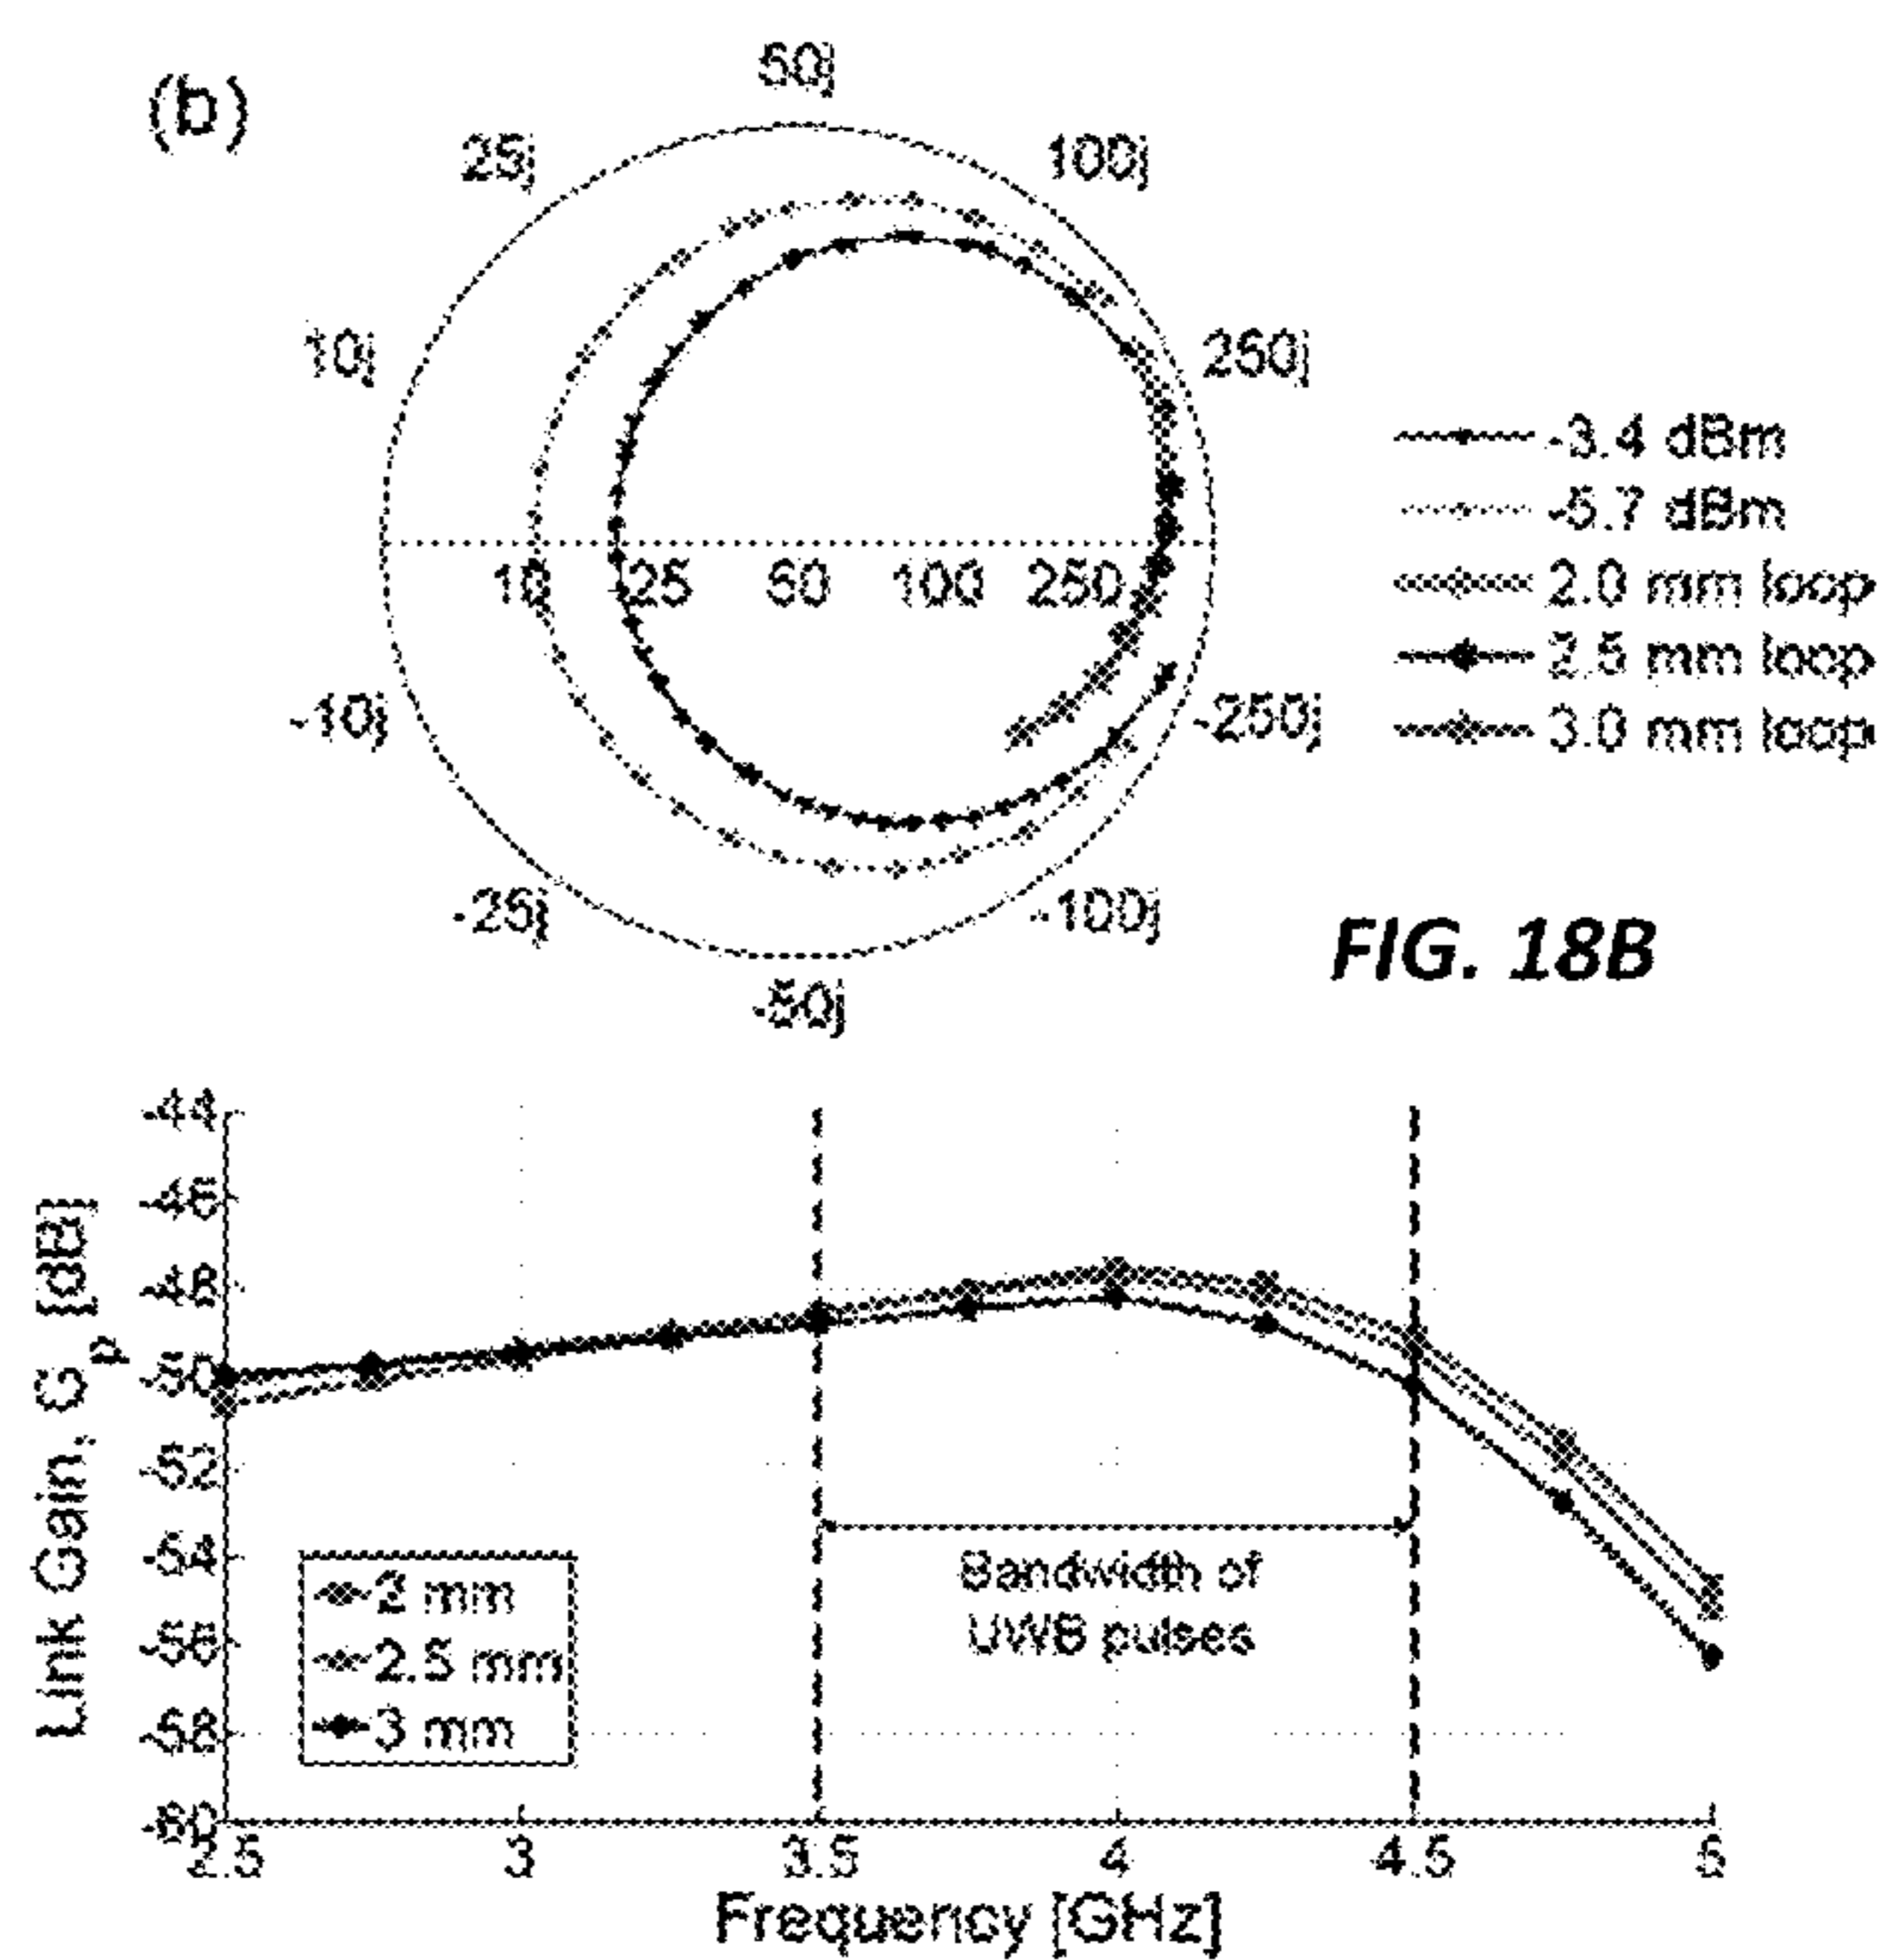 (b)
50j
25j
100j
10j
250j
-3.4 dBm
-5.7 dBm
10 25 50 100 250
2.0 mm loop
2.5 mm loop
-10j
-250j
3.0 mm loop
-25j
-100j
FIG. 18B
-50j
-44
-46
-48
-50
-52
-54
-56
-58
-60
Link Gain, Gp [dB]
Bandwidth of
UWB pulses
2 mm
2.5 mm
3 mm
2.5 3 3.5 4 4.5 5
Frequency [GHz]